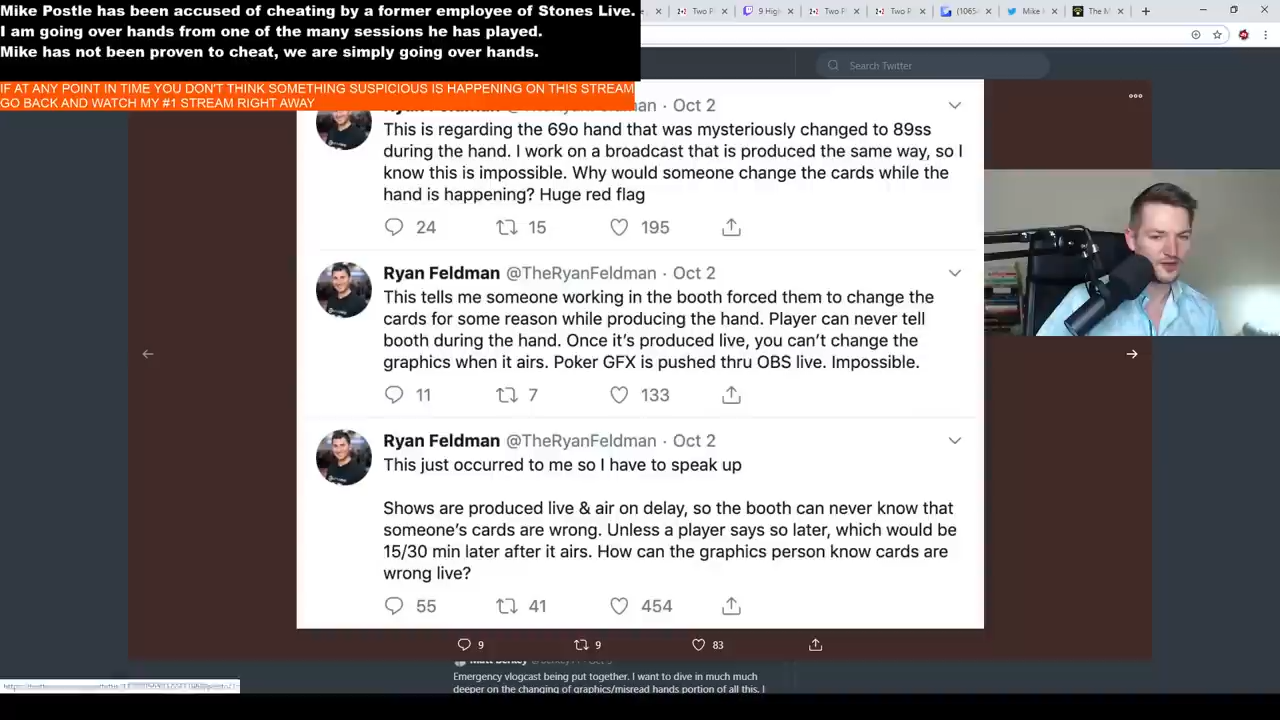 Mike Postle has been accused of cheating by a former employee of Stones Live.
I am going over hands from one of the many sessions he has played.
Mike has not been proven to cheat, we are simply going over hands.
IF AT ANY POINT IN TIME YOU DON'T THINK SOMETHING SUSPICIOUS IS HAPPENING ON THIS STREAM
GO BACK AND WATCH MY #1 STREAM RIGHT AWAY
Two P
Two P
High
Two P
Two P
(1065
Mike
The M
Search Twitter
Ryan Feldman @TheRyanFeldman · Oct 2
This is regarding the 69o hand that was mysteriously changed to 89ss
during the hand. I work on a broadcast that is produced the same way, so I
know this is impossible. Why would someone change the cards while the
hand is happening? Huge red flag
24 15 195
Ryan Feldman @TheRyanFeldman · Oct 2
This tells me someone working in the booth forced them to change the
cards for some reason while producing the hand. Player can never tell
booth during the hand. Once it's produced live, you can't change the
graphics when it airs. Poker GFX is pushed thru OBS live. Impossible.
11 7 133
Ryan Feldman @TheRyanFeldman · Oct 2
This just occurred to me so I have to speak up
Shows are produced live & air on delay, so the booth can never know that
someone's cards are wrong. Unless a player says so later, which would be
15/30 min later after it airs. How can the graphics person know cards are
wrong live?
55 41 454
9 9 83
Matt Berkey
Emergency vlogcast being put together. I want to dive in much much
deeper on the changing of graphics/misread hands portion of all this. I